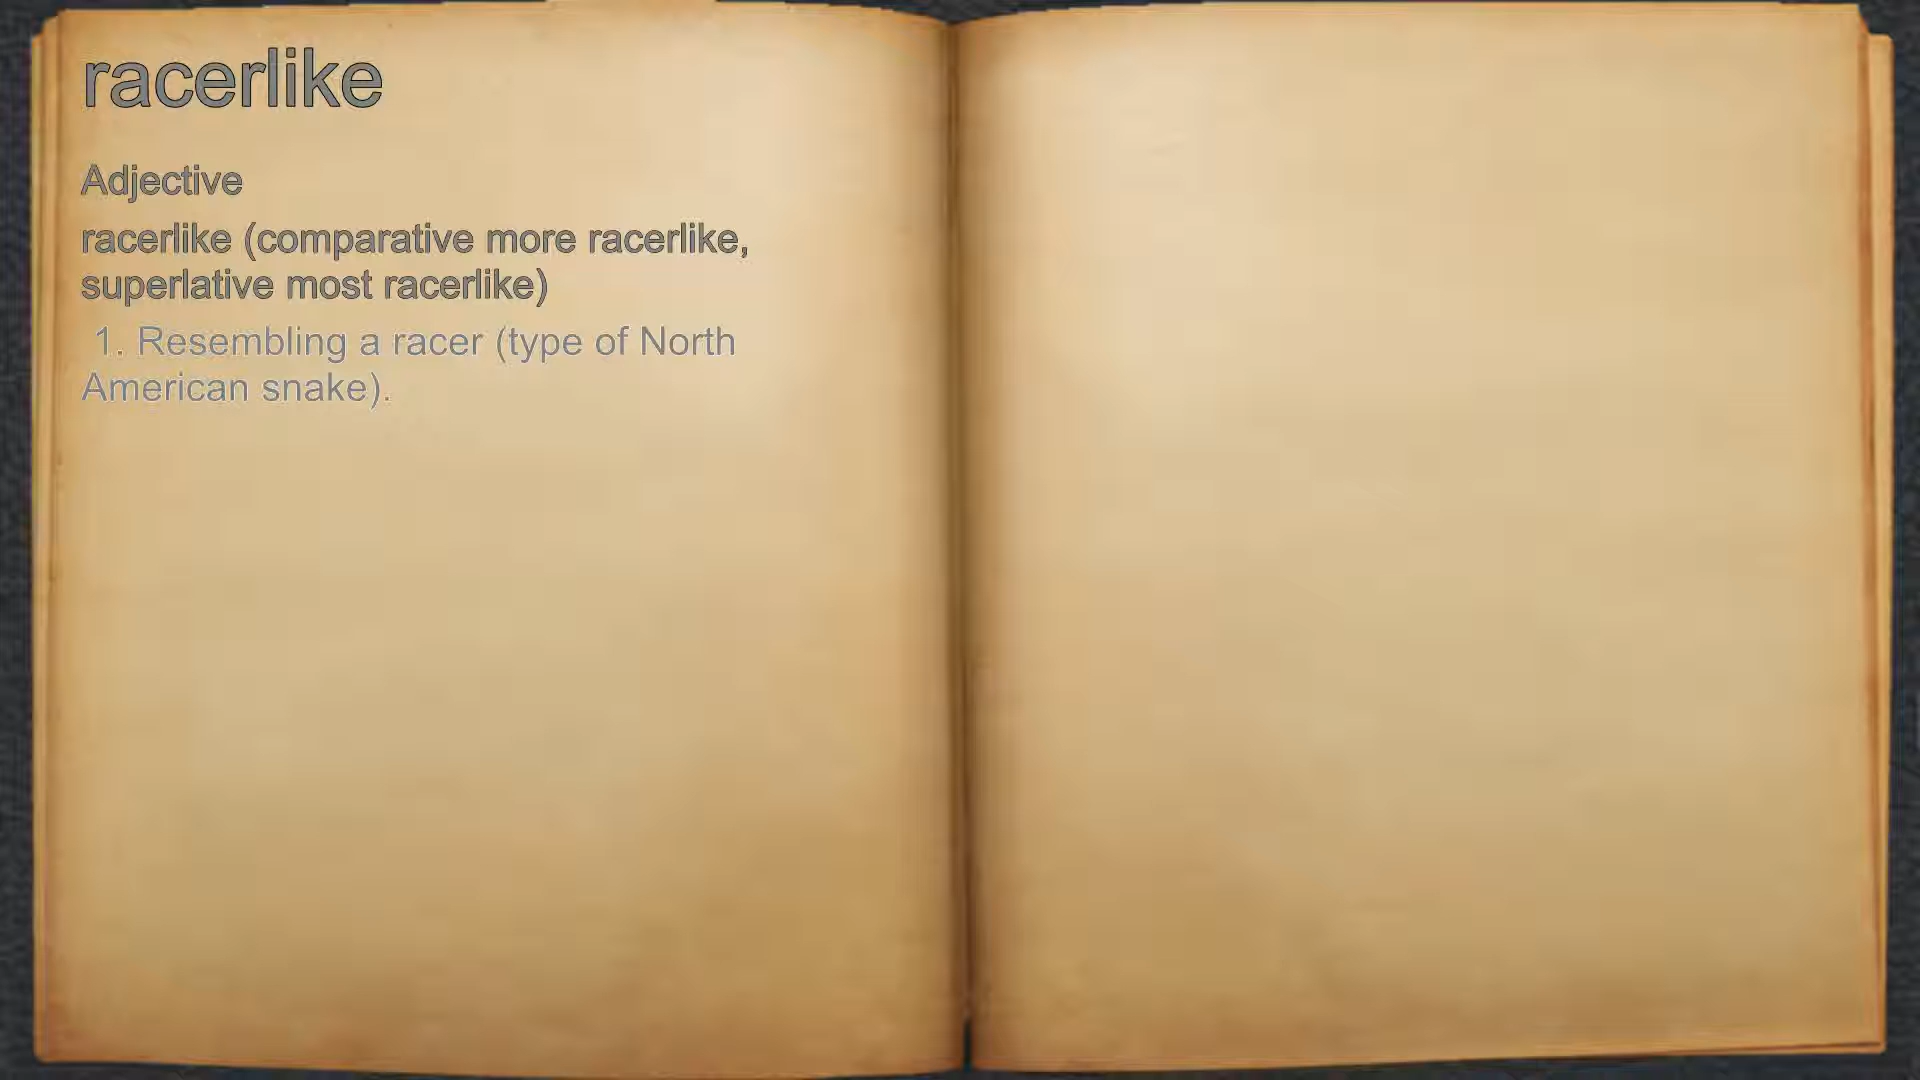 racerlike
Adjective
racerlike (comparative more racerlike,
superlative most racerlike)
1. Resembling a racer (type of North
American snake).